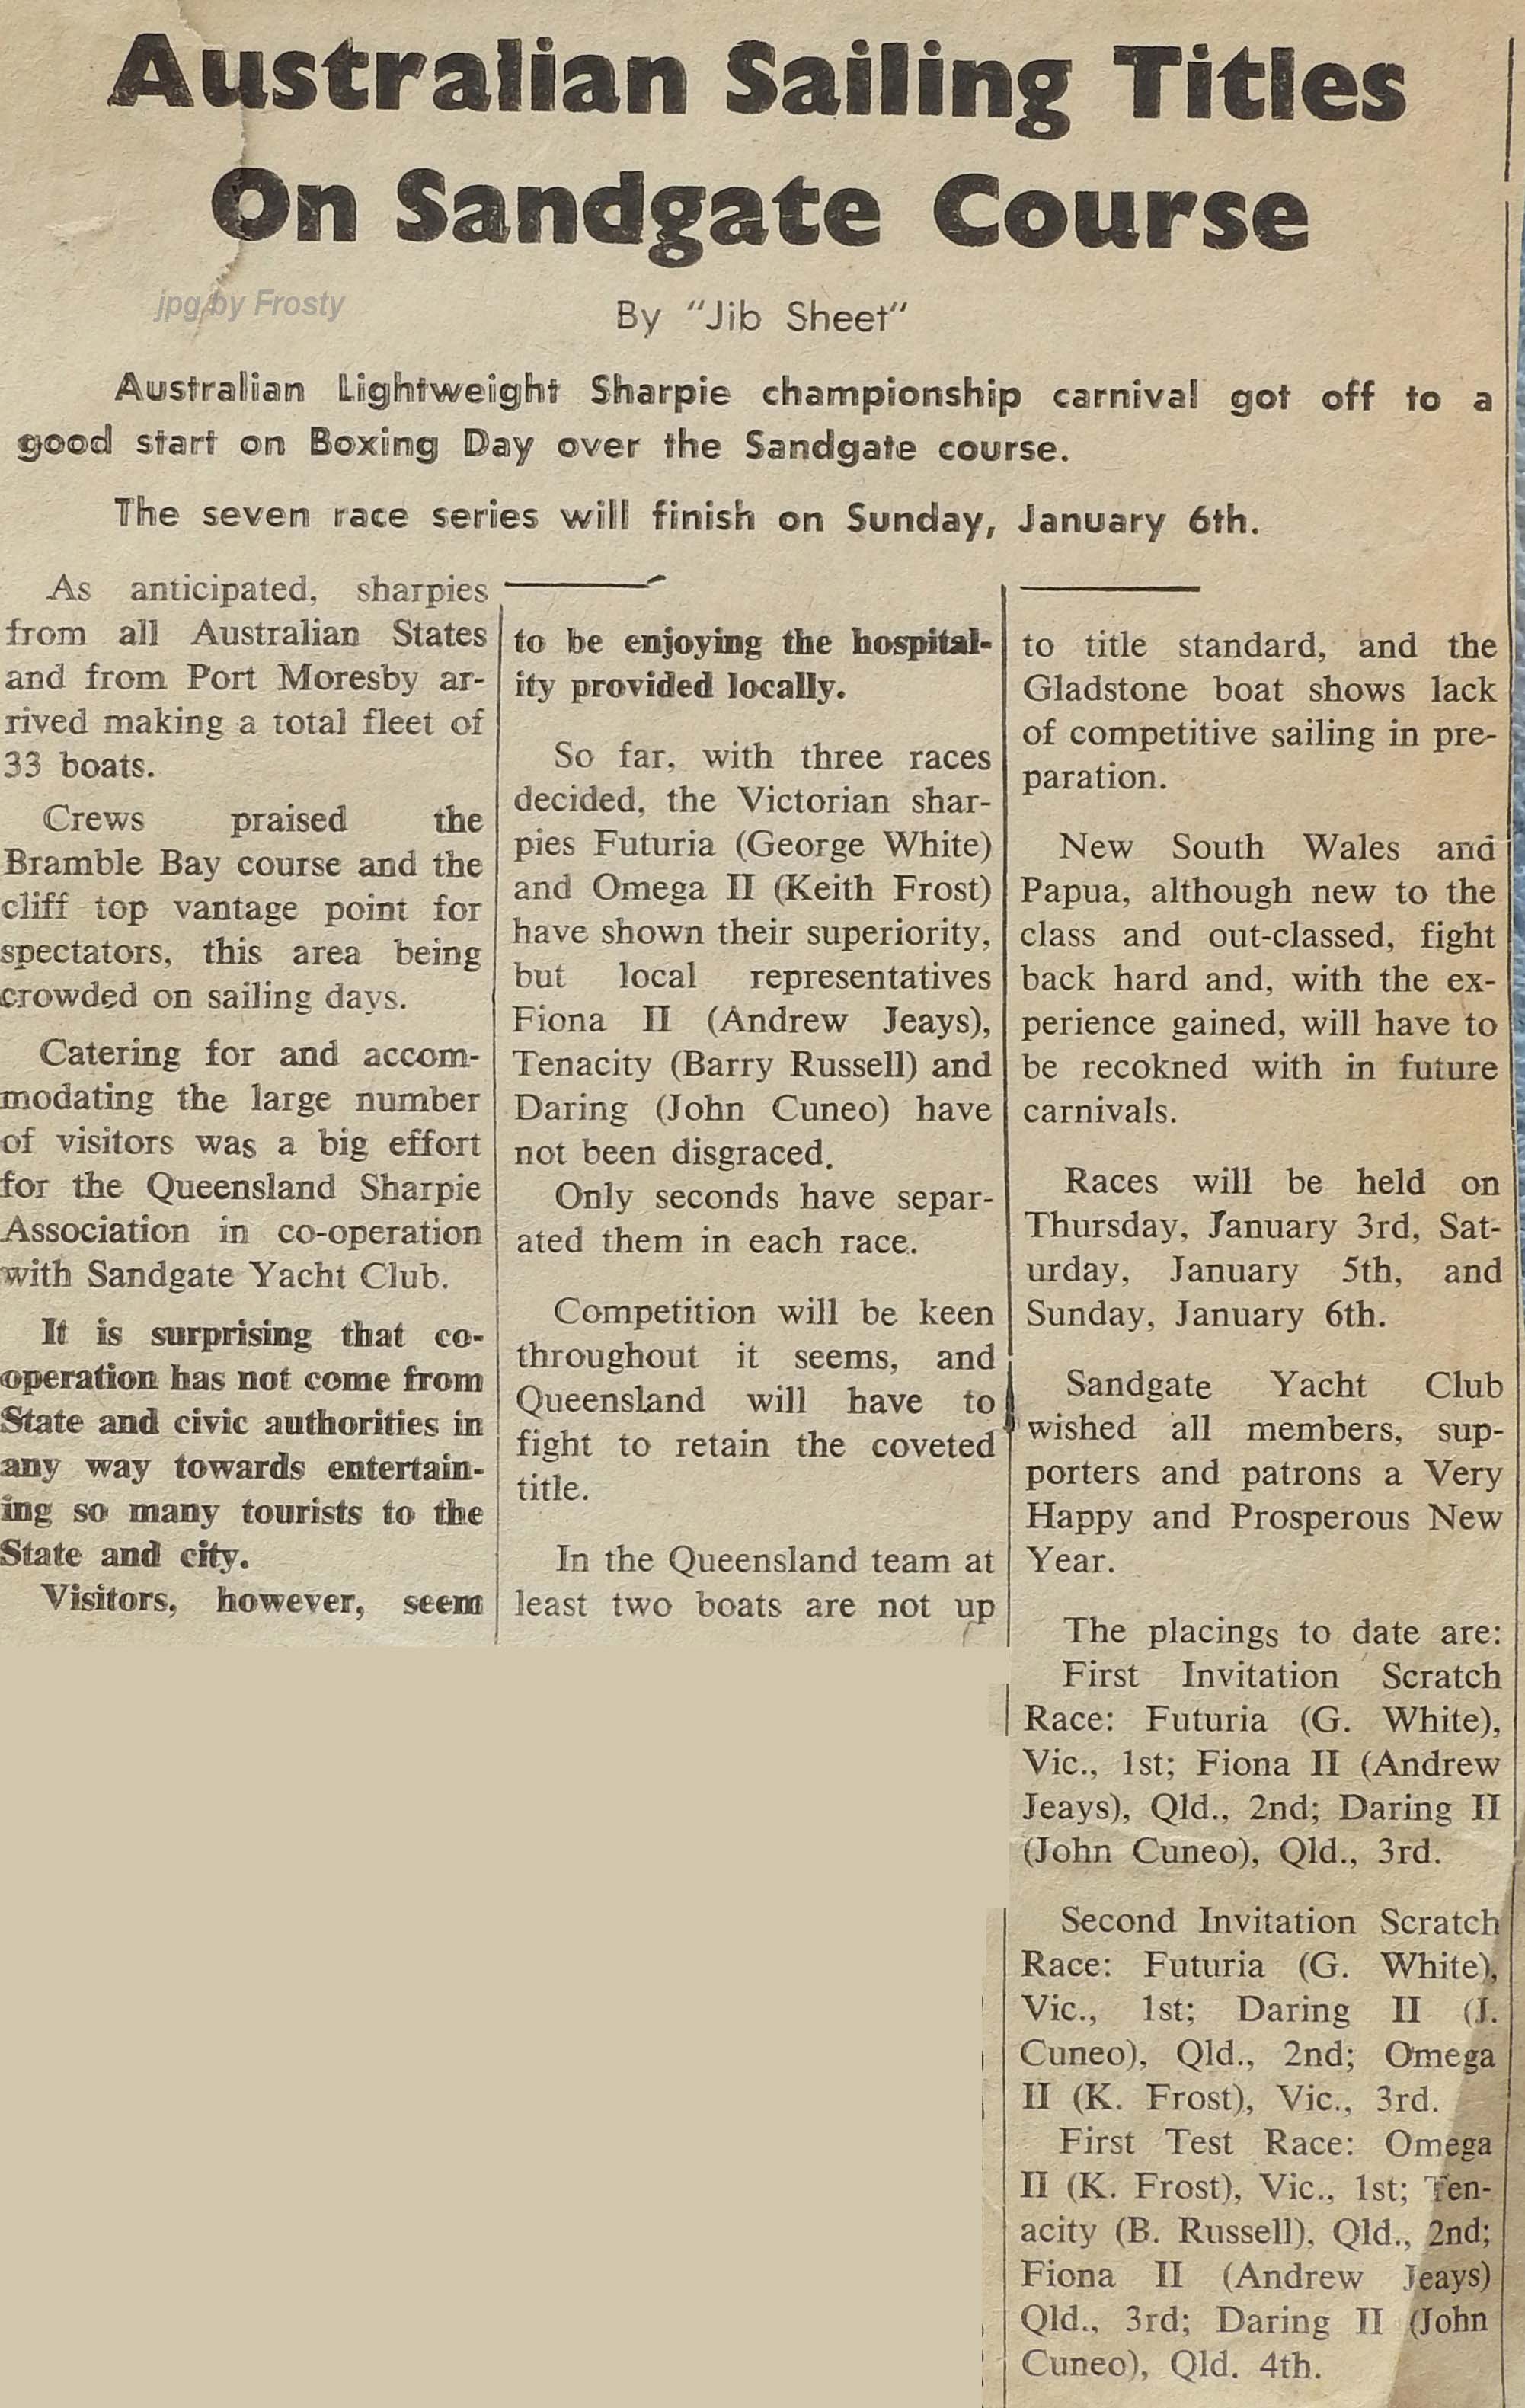 Australian Sailing Titles
On Sandgate Course
jpg by Frosty
By "Jib Sheet"
Australian Lightweight Sharpie championship carnival got off to a
good start on Boxing Day over the Sandgate course.
The seven race series will finish on Sunday, January 6th.
As anticipated, sharpies
from all Australian States
and from Port Moresby ar-
rived making a total fleet of
33 boats.
Crews praised the
Bramble Bay course and the
cliff top vantage point for
spectators, this area being
crowded on sailing days.
Catering for and accom-
modating the large number
of visitors was a big effort
for the Queensland Sharpie
Association in co-operation
with Sandgate Yacht Club.
It is surprising that co-
operation has not come from
State and civic authorities in
any way towards entertain-
ing so many tourists to the
State and city.
Visitors, however, seem
to be enjoying the hospital-
ity provided locally.
So far, with three races
decided, the Victorian shar-
pies Futuria (George White)
and Omega II (Keith Frost)
have shown their superiority,
but local representatives
Fiona II (Andrew Jeays),
Tenacity (Barry Russell) and
Daring (John Cuneo) have
not been disgraced.
Only seconds have separ-
ated them in each race.
Competition will be keen
throughout it seems, and
Queensland will have to
fight to retain the coveted
title.
In the Queensland team at
least two boats are not up
to title standard, and the
Gladstone boat shows lack
of competitive sailing in pre-
paration.
New South Wales and
Papua, although new to the
class and out-classed, fight
back hard and, with the ex-
perience gained, will have to
be recokned with in future
carnivals.
Races will be held on
Thursday, January 3rd, Sat-
urday, January 5th, and
Sunday, January 6th.
Sandgate Yacht Club
wished all members, sup-
porters and patrons a Very
Happy and Prosperous New
Year.
The placings to date are:
First Invitation Scratch
Race: Futuria (G. White),
Vic., 1st; Fiona II (Andrew
Jeays), Qld., 2nd; Daring II
(John Cuneo), Qld., 3rd.
Second Invitation Scratch
Race: Futuria (G. White),
Vic., 1st; Daring II (J.
Cuneo), Qld., 2nd; Omega
II (K. Frost), Vic., 3rd.
First Test Race: Omega
II (K. Frost), Vic., 1st; Ten-
acity (B. Russell), Qld., 2nd;
Fiona II (Andrew Jeays)
Qld., 3rd; Daring II (John
Cuneo), Qld. 4th.